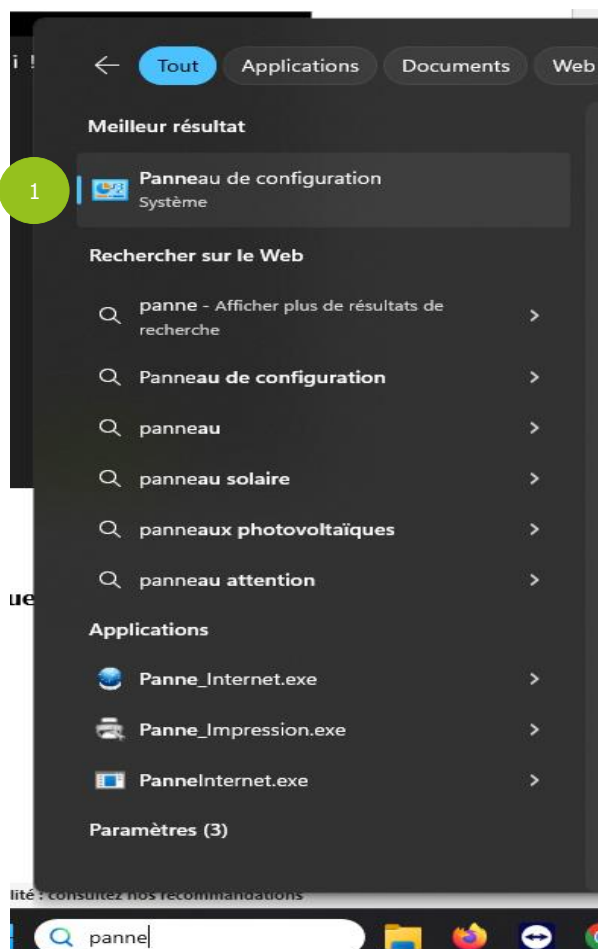 i !
Tout Applications Documents Web
Meilleur résultat
1
Panneau de configuration
Système
Rechercher sur le Web
panne - Afficher plus de résultats de
recherche
Panneau de configuration
panneau
panneau solaire
panneaux photovoltaïques
panneau attention
ue
Applications
Panne_Internet.exe
Panne_Impression.exe
PanneInternet.exe
Paramètres (3)
lité : consultez nos recommandations
panne